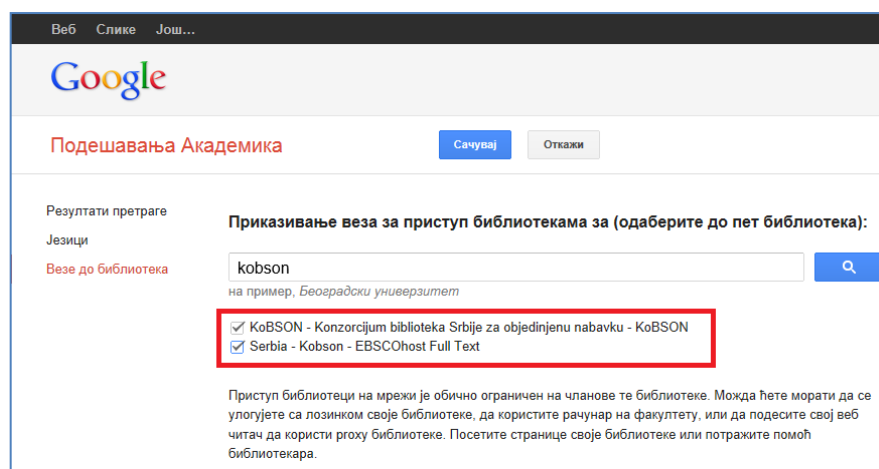 Веб Слике Још...
Google
Подешавања Академика
Сачувај
Откажи
Резултати претраге
Језици
Везе до библиотека
Приказивање веза за приступ библиотекама за (одаберите до пет библиотека):
kobson
на пример, Београдски универзитет
KoBSON - Konzorcijum biblioteka Srbije za objedinjenu nabavku - KoBSON
Serbia - Kobson - EBSCOhost Full Text
Приступ библиотеци на мрежи је обично ограничен на чланове те библиотеке. Можда ћете морати да се
улогујете са лозинком своје библиотеке, да користите рачунар на факултету, или да подесите свој веб
читач да користи proxy библиотеке. Посетите странице своје библиотеке или потражите помоћ
библиотекара.